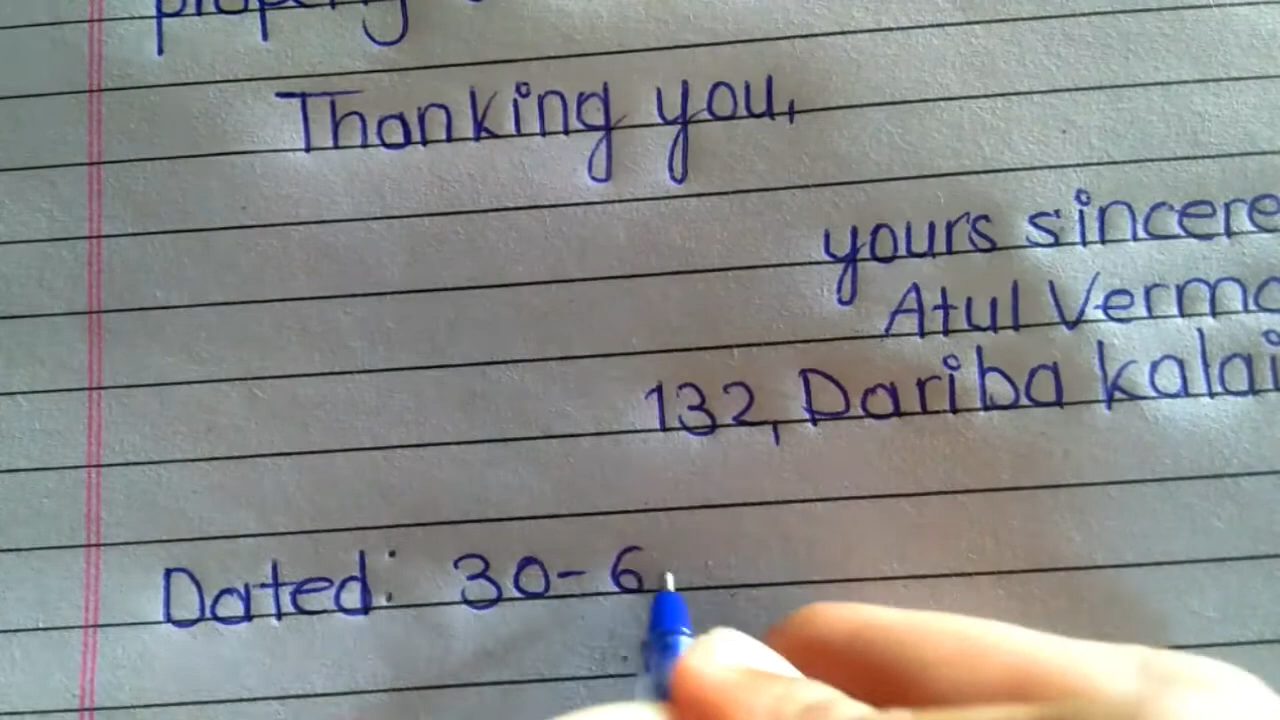 Thanking you,
yours sincere
Atul Verma
132, Dariba kalai
Dated: 30-6